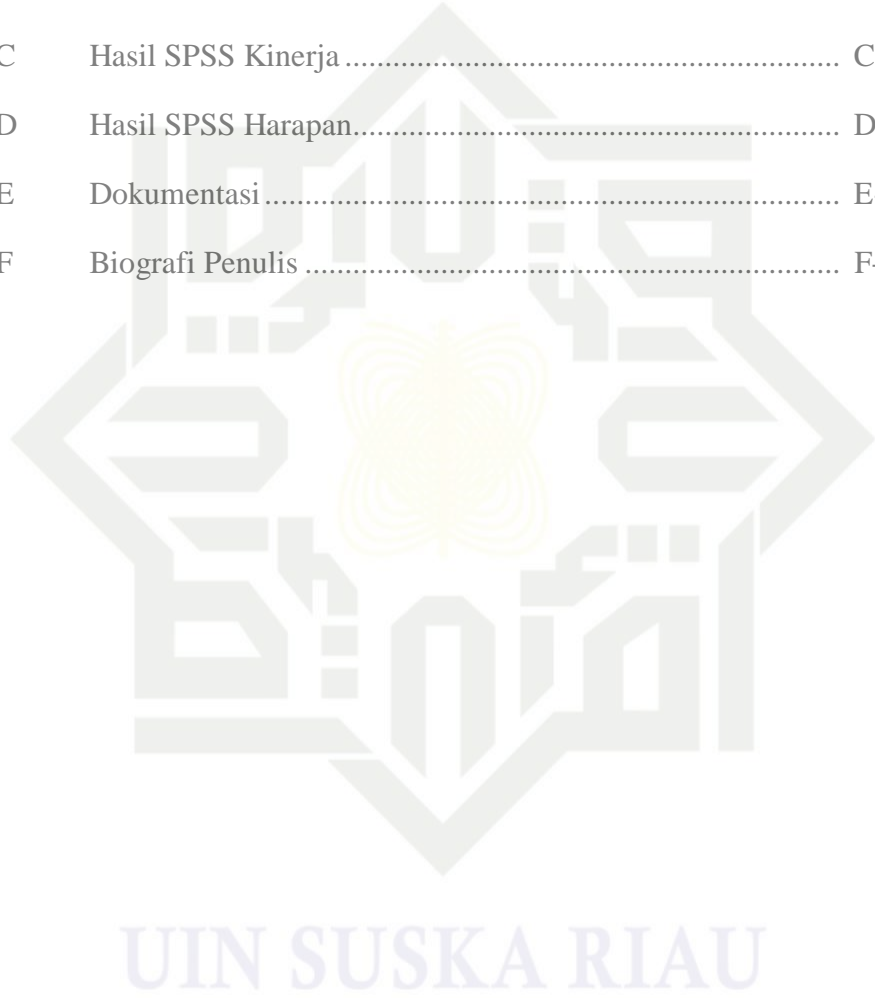 C Hasil SPSS Kinerja ........................................................................... C
D Hasil SPSS Harapan.......................................................................... D
E Dokumentasi ...................................................................................... E
F Biografi Penulis ................................................................................. F-
UIN SUSKA RIAU